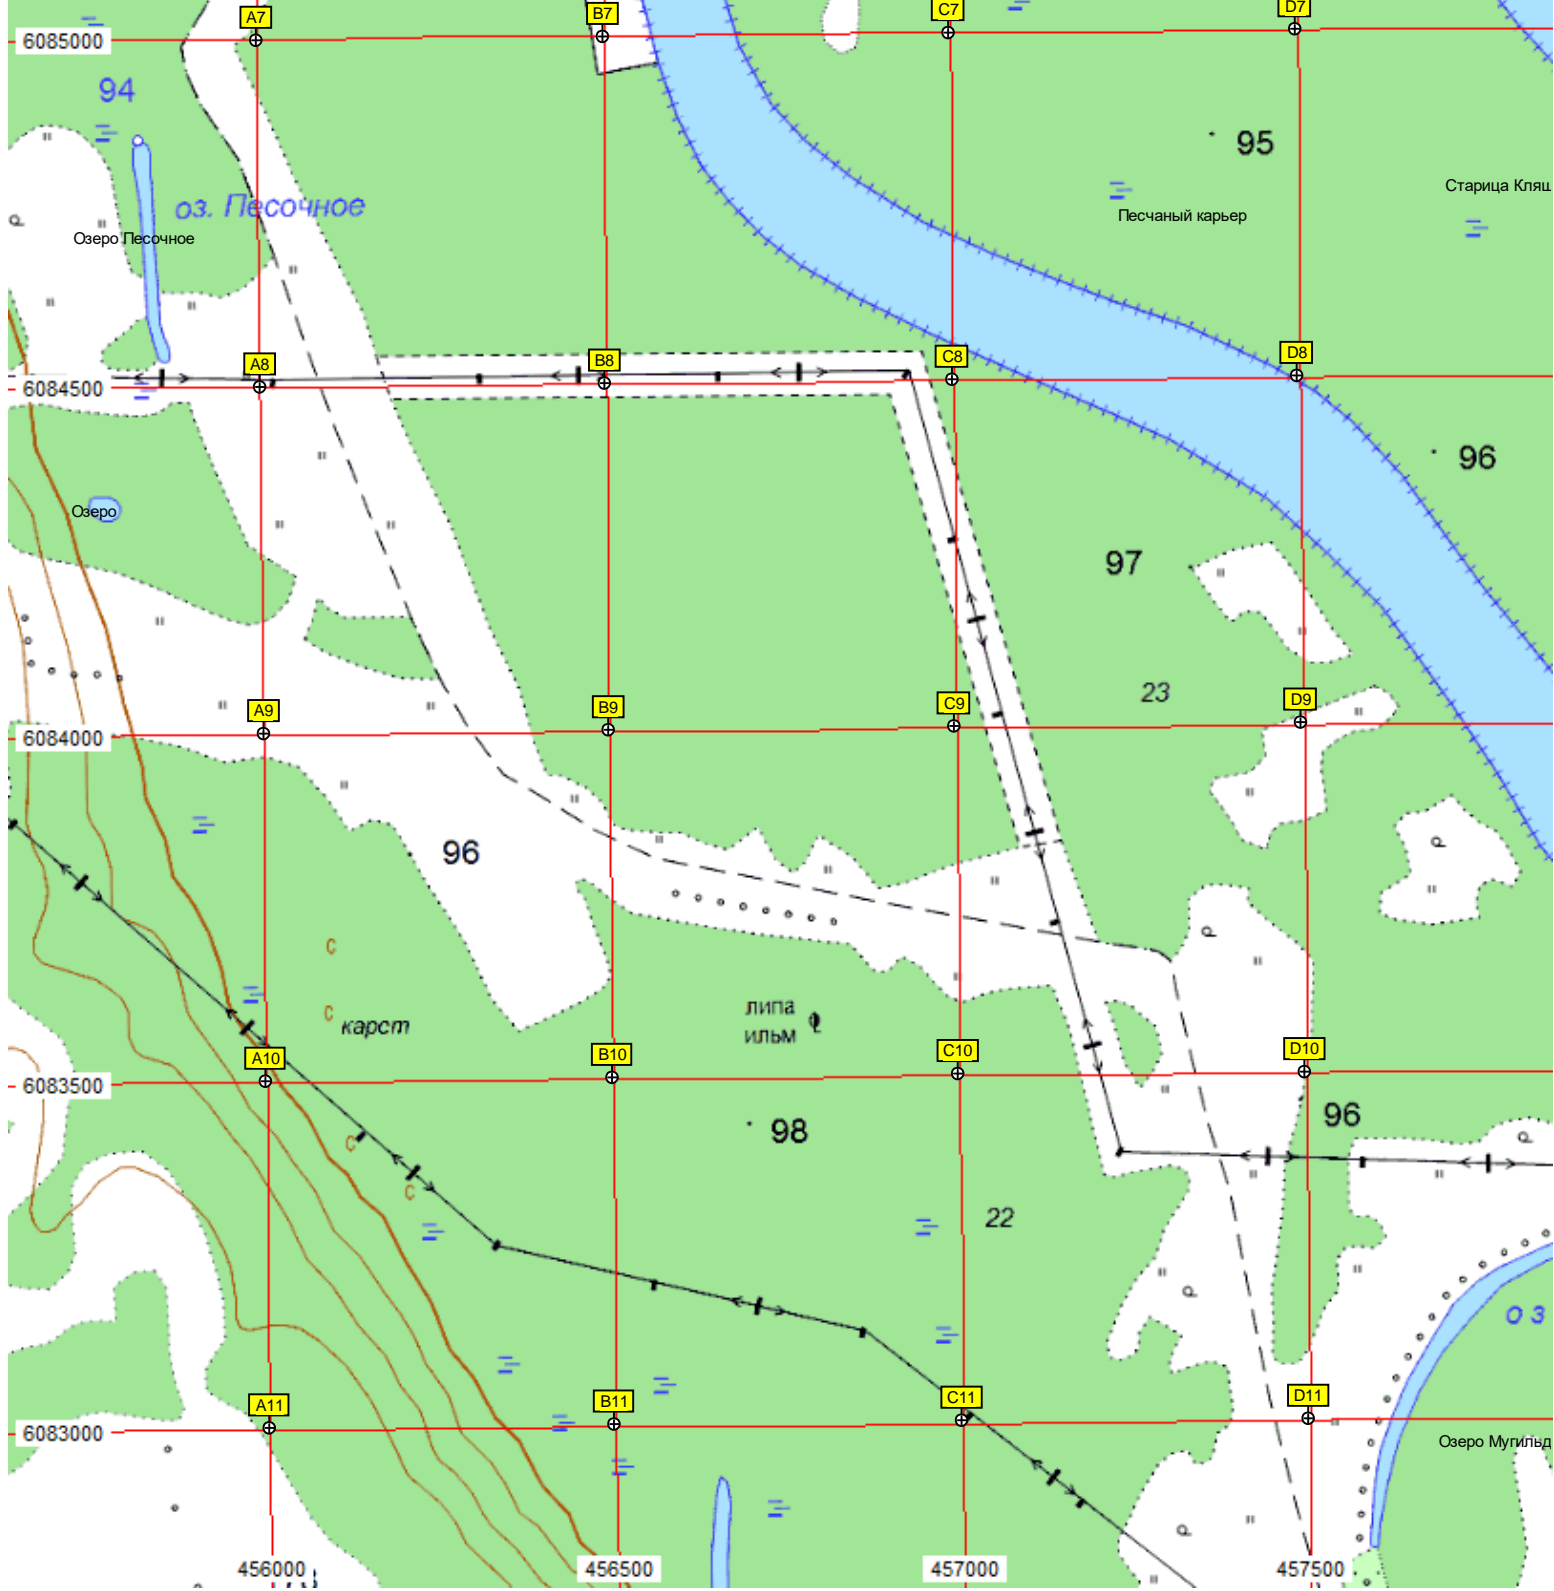 A7
B7
C7
D7
6085000
94
95
Старица Кляш
оз. Песочное
Песчаный карьер
Озеро Песочное
A8
B8
C8
D8
6084500
96
Озеро
97
23
A9
B9
C9
D9
6084000
96
C
липа
ильм
C
карст
A10
B10
C10
D10
6083500
98
96
C
C
22
О З
A11
B11
C11
D11
6083000
Озеро Мугильд
456000
456500
457000
457500